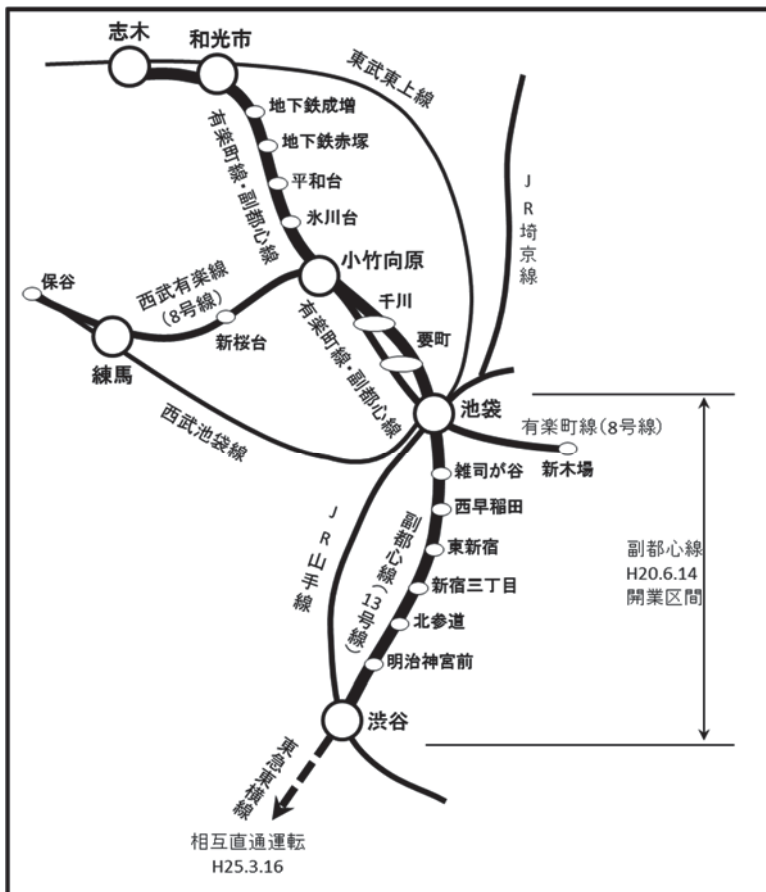 志木
和光市
東武東上線
地下鉄成増
地下鉄赤塚
有楽町線・副都心線
平和台
氷川台
JR埼京線
小竹向原
保谷
西武有楽線
(8号線)
新桜台
練馬
千川
要町
有楽町線・副都心線
西武池袋線
池袋
有楽町線(8号線)
新木場
雑司が谷
西早稲田
東新宿
新宿三丁目
北参道
明治神宮前
JR山手線
副都心線(13号線)
副都心線
H20.6.14
開業区間
渋谷
東急東横線
相互直通運転
H25.3.16